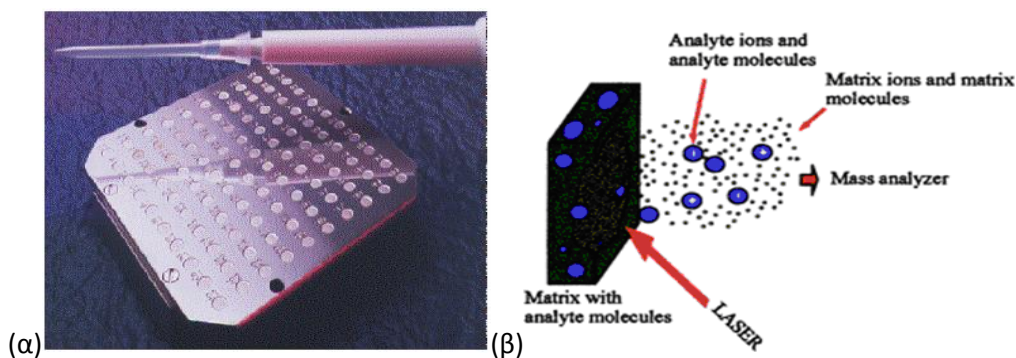 (α)
(β)
Analyte ions and
analyte molecules
Matrix ions and matrix
molecules
Mass analyzer
Matrix with
analyte molecules
LASER